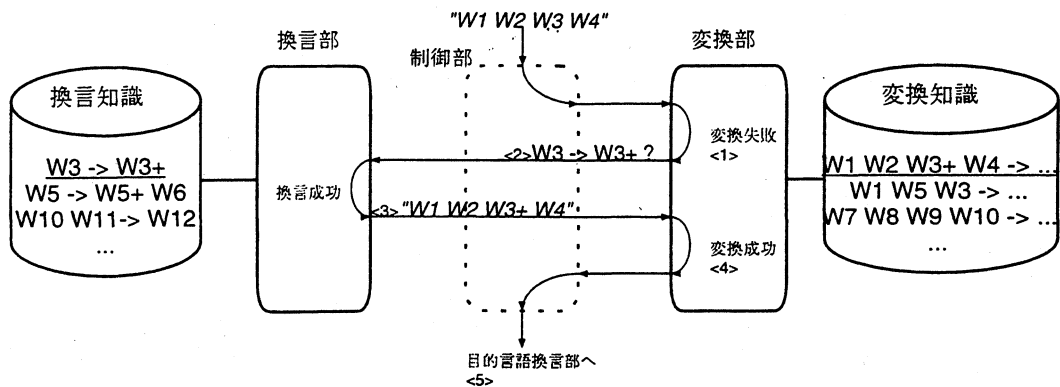 "W1 W2 W3 W4"
換言部
制御部
変換部
換言知識
W3 -> W3+
W5 -> W5+ W6
W10 W11-> W12
...
変換知識
W1 W2 W3+ W4 -> ...
W1 W5 W3 -> ...
W7 W8 W9 W10 -> ...
...
変換失敗
<1>
<2>W3 -> W3+ ?
換言成功
<3>"W1 W2 W3+ W4"
変換成功
<4>
目的言語換言部へ
<5>